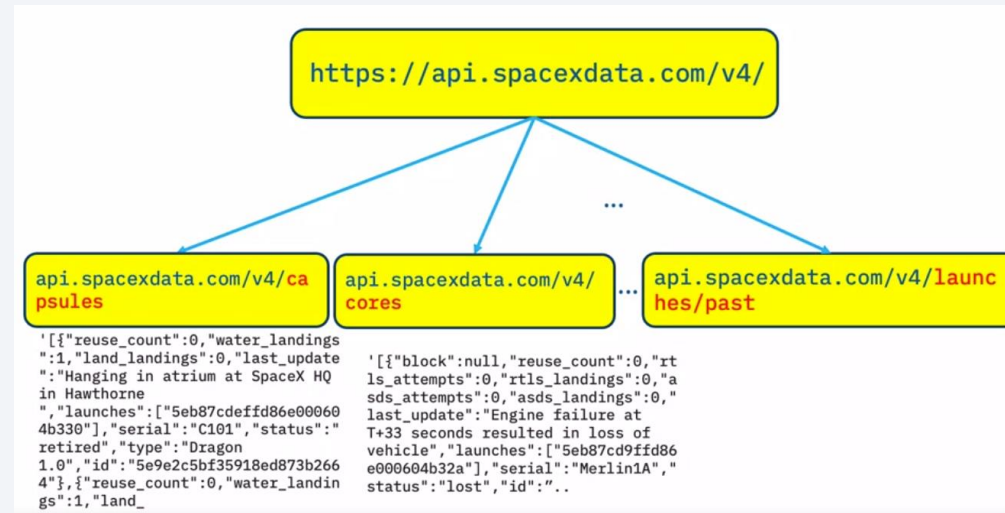 https://api.spacexdata.com/v4/
...
api.spacexdata.com/v4/ca
psules
api.spacexdata.com/v4/
cores
...
api.spacexdata.com/v4/launc
hes/past
'[{"reuse_count":0,"water_landings
":1,"land_landings":0,"last_update
":"Hanging in atrium at SpaceX HQ
in Hawthorne
","launches":["5eb87cdeffd86e00060
4b330"],"serial":"C101","status":"
retired","type":"Dragon
1.0","id":"5e9e2c5bf35918ed873b266
4"},{"reuse_count":0,"water_landin
gs":1,"land_
'[{"block":null,"reuse_count":0,"rt
ls_attempts":0,"rtls_landings":0,"a
sds_attempts":0,"asds_landings":0,"
last_update":"Engine failure at
T+33 seconds resulted in loss of
vehicle","launches":["5eb87cd9ffd86
e000604b32a"],"serial":"Merlin1A","
status":"lost","id":”..